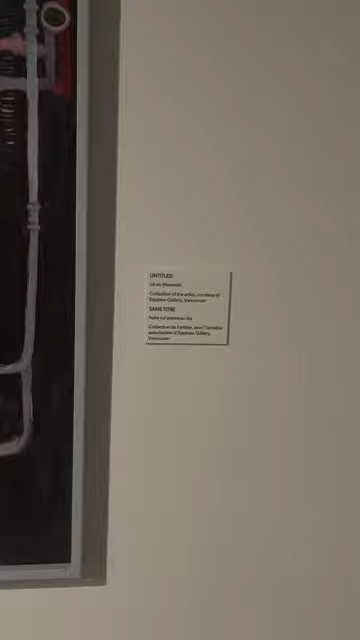 UNTITLED
oil on Masonite
Collection of the artist, courtesy of
Equinox Gallery, Vancouver
SANS TITRE
huile sur panneau dur
Collection de l'artiste, avec l'aimable
autorisation d'Equinox Gallery,
Vancouver